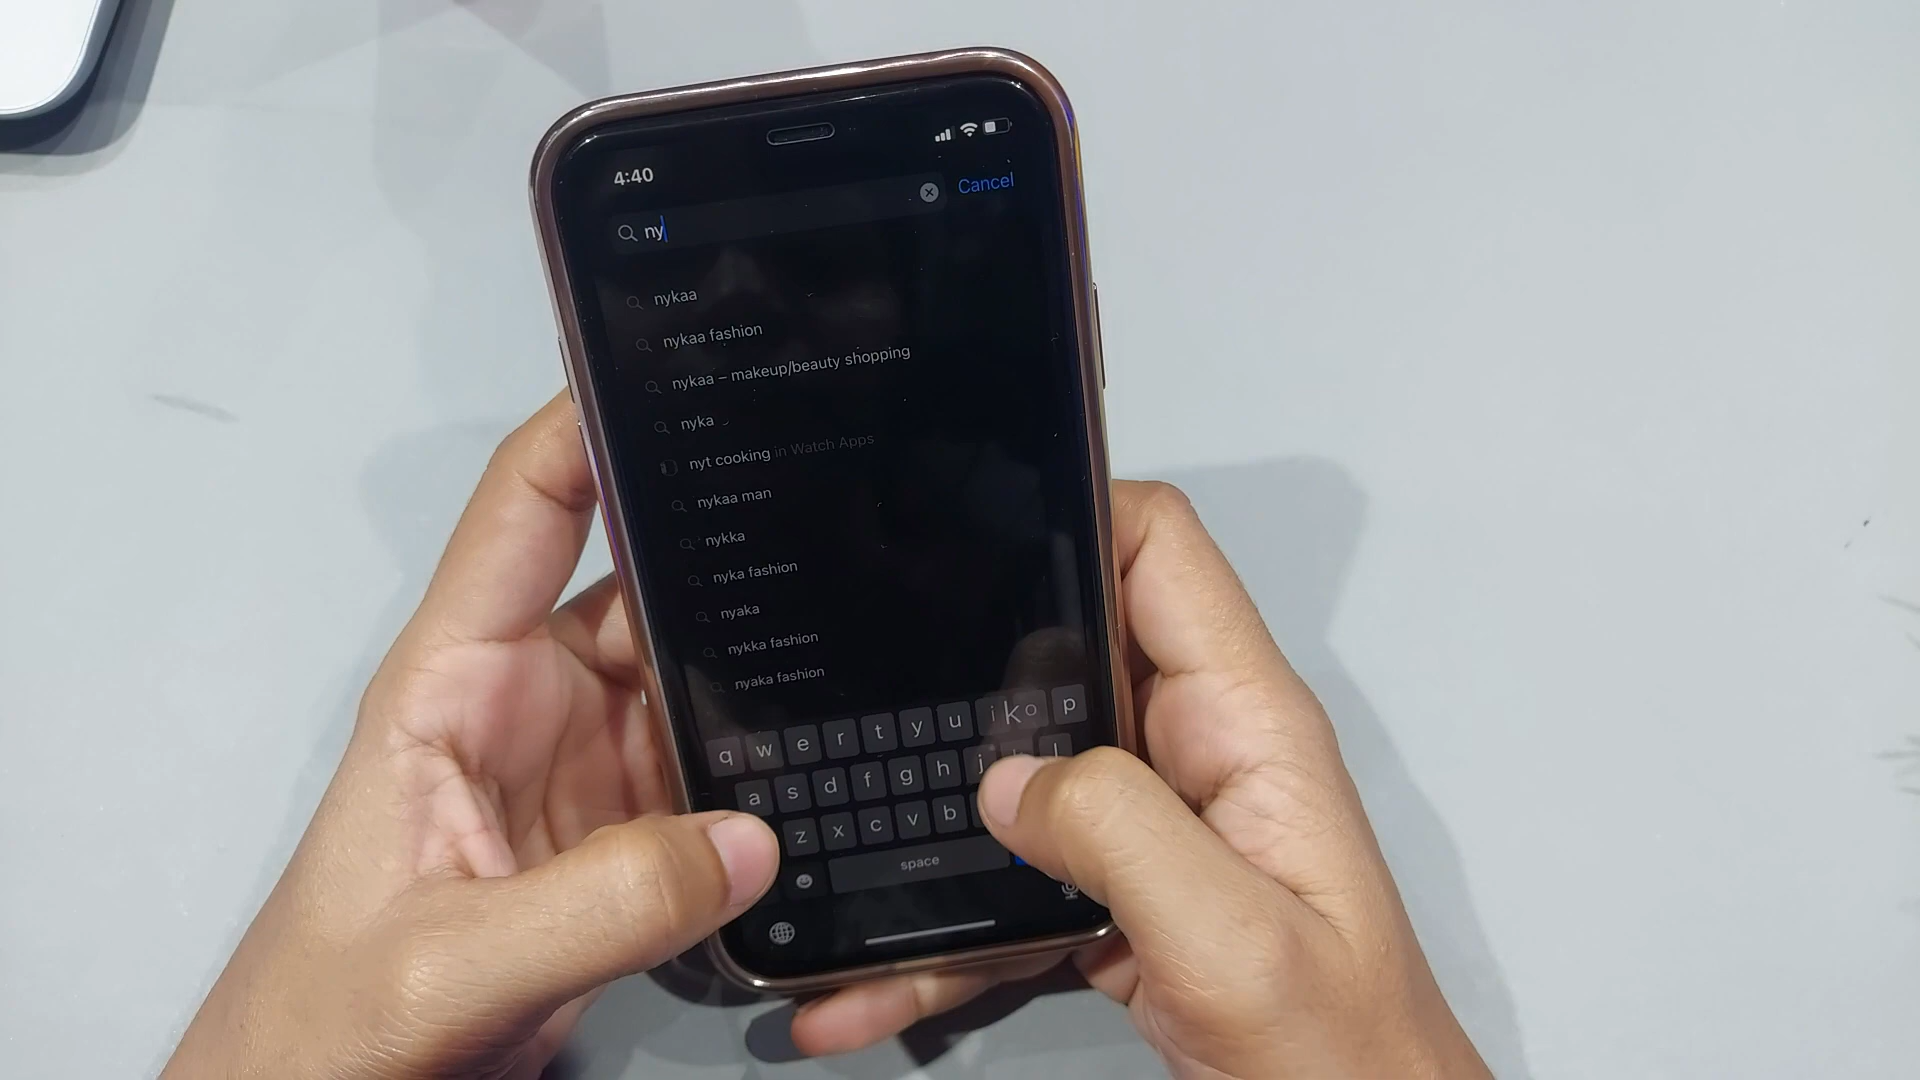 4:40
ny
Cancel
nykaa
nykaa fashion
nykaa – makeup/beauty shopping
nyka
nyt cooking in Watch Apps
nykaa man
nykka
nyka fashion
nyaka
nykka fashion
nyaka fashion
q w e r t y u i k o p
a s d f g h j l
z x c v b
space